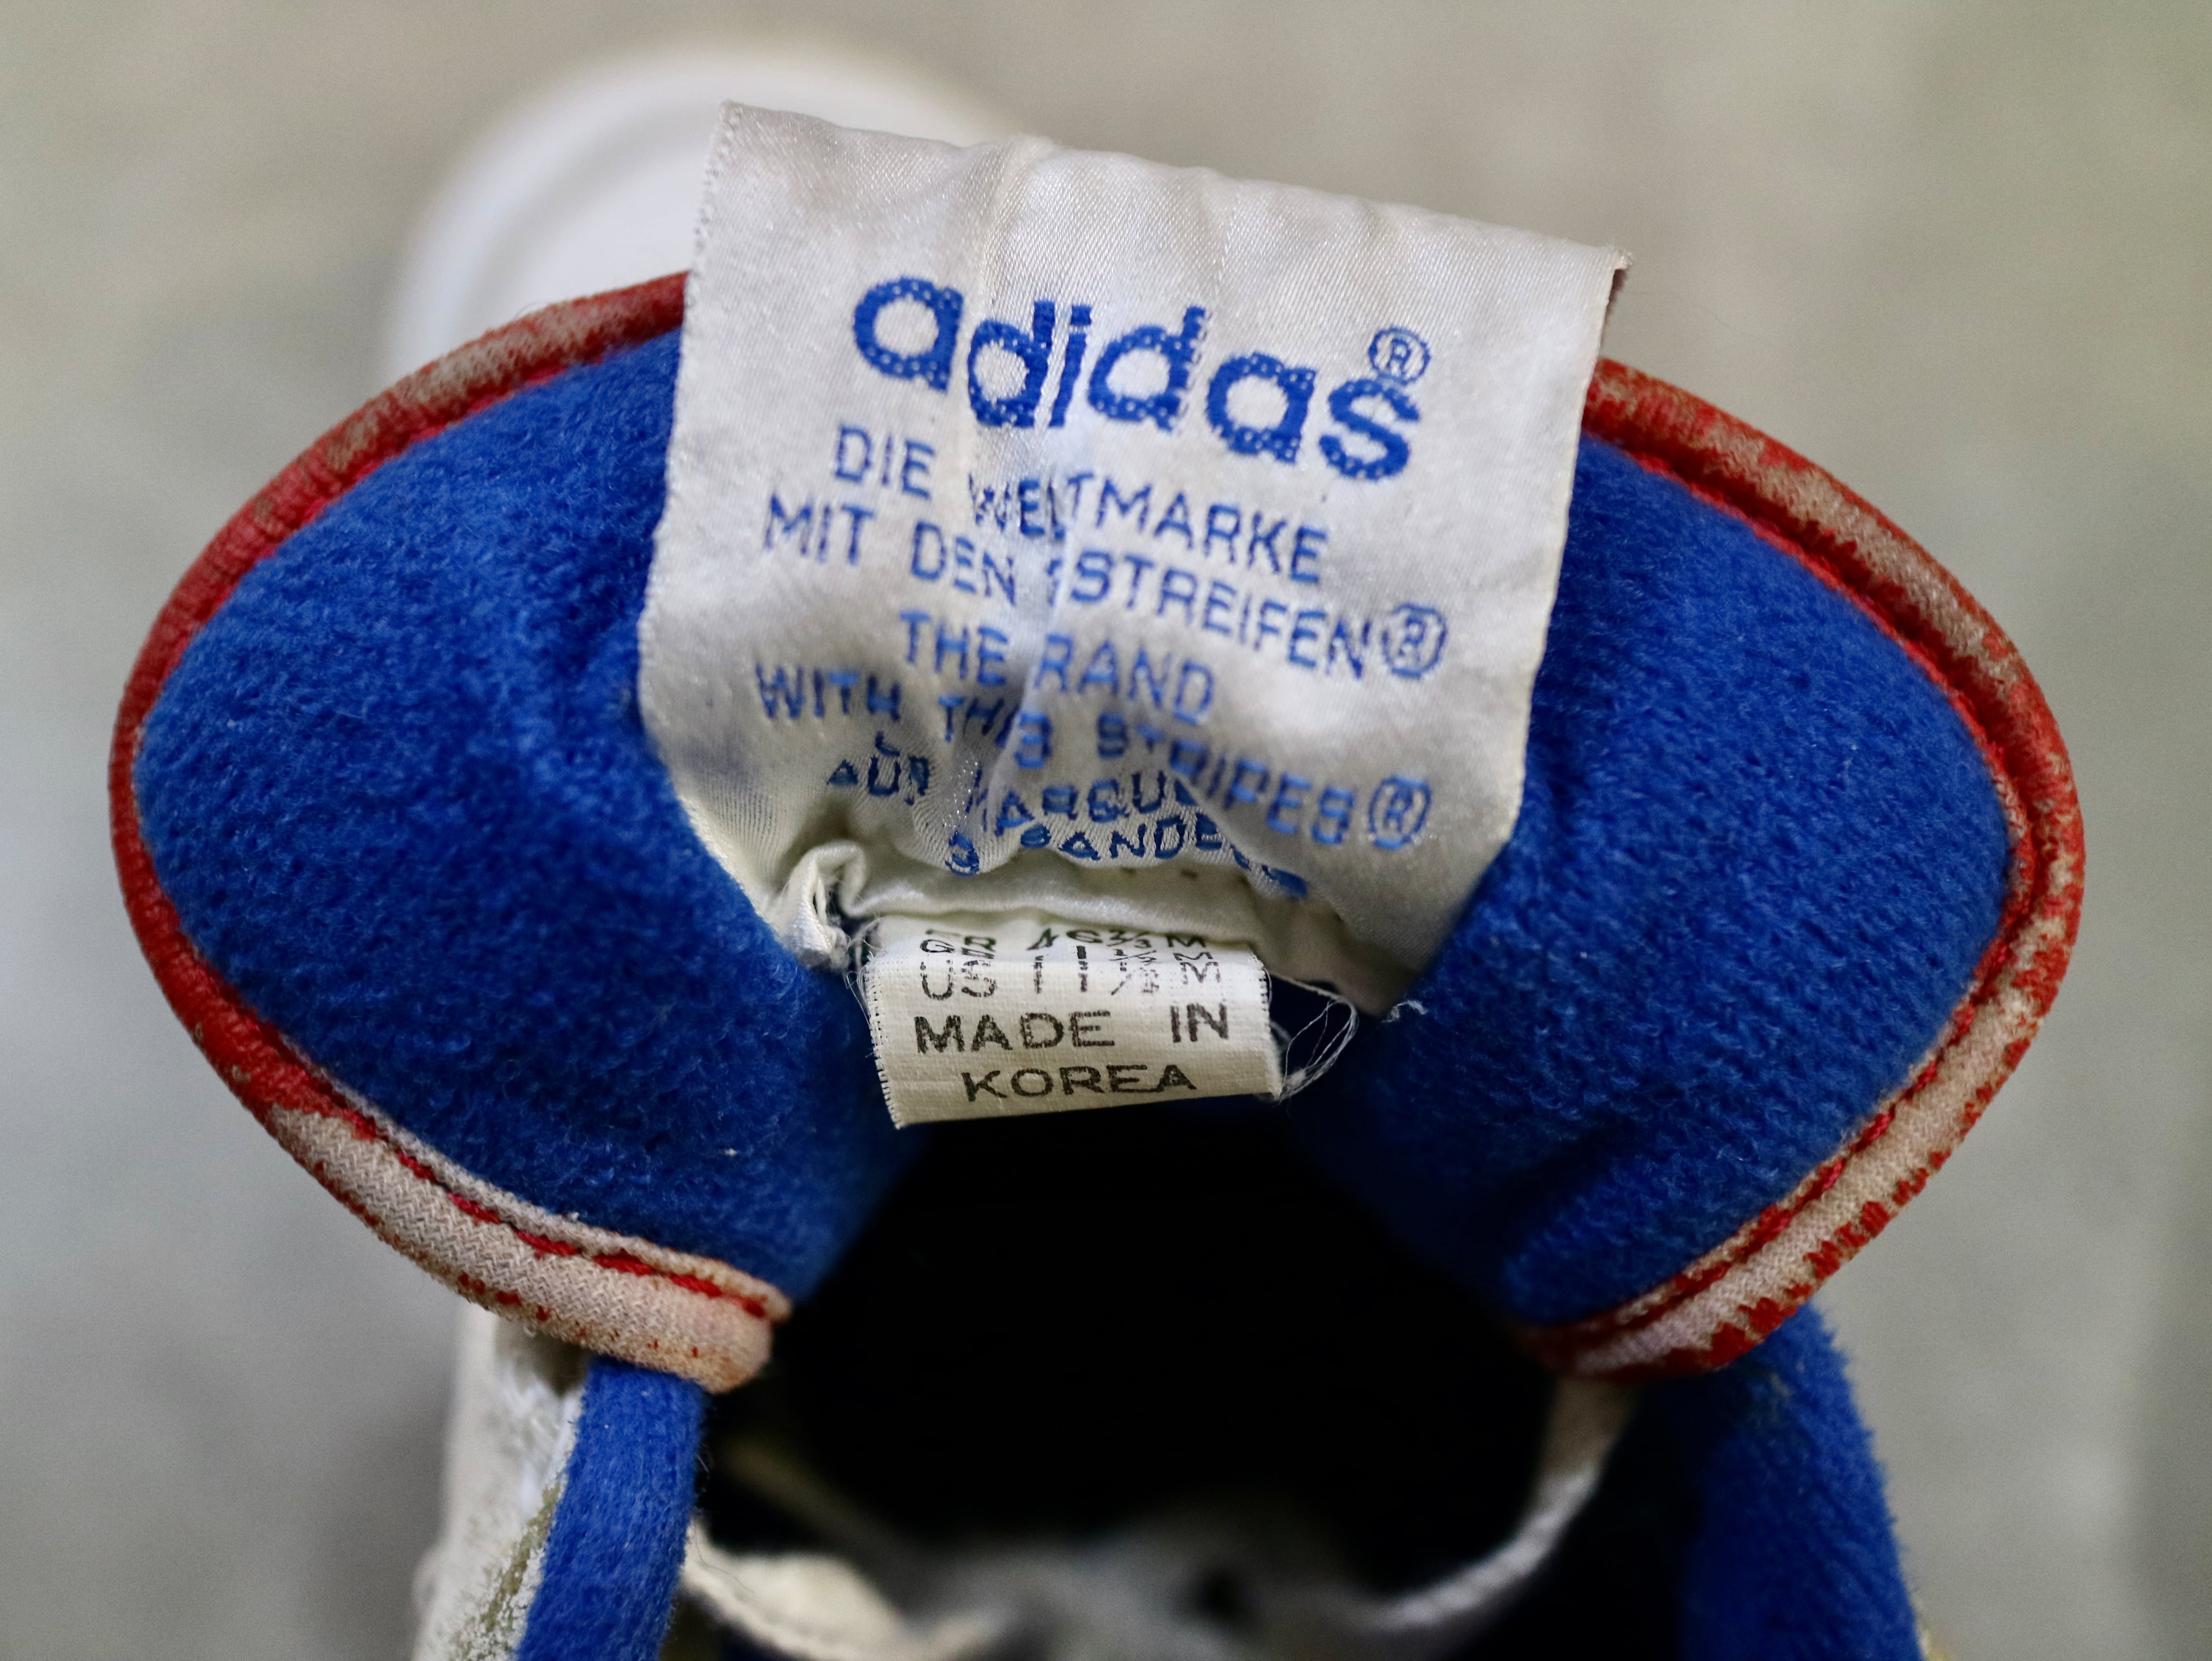 adidas®
DIE WELTMARKE
MIT DEN STREIFEN®
THE RAND
WITH THE 3 STRIPES®
3 BANDES
US 11½ M
MADE IN
KOREA